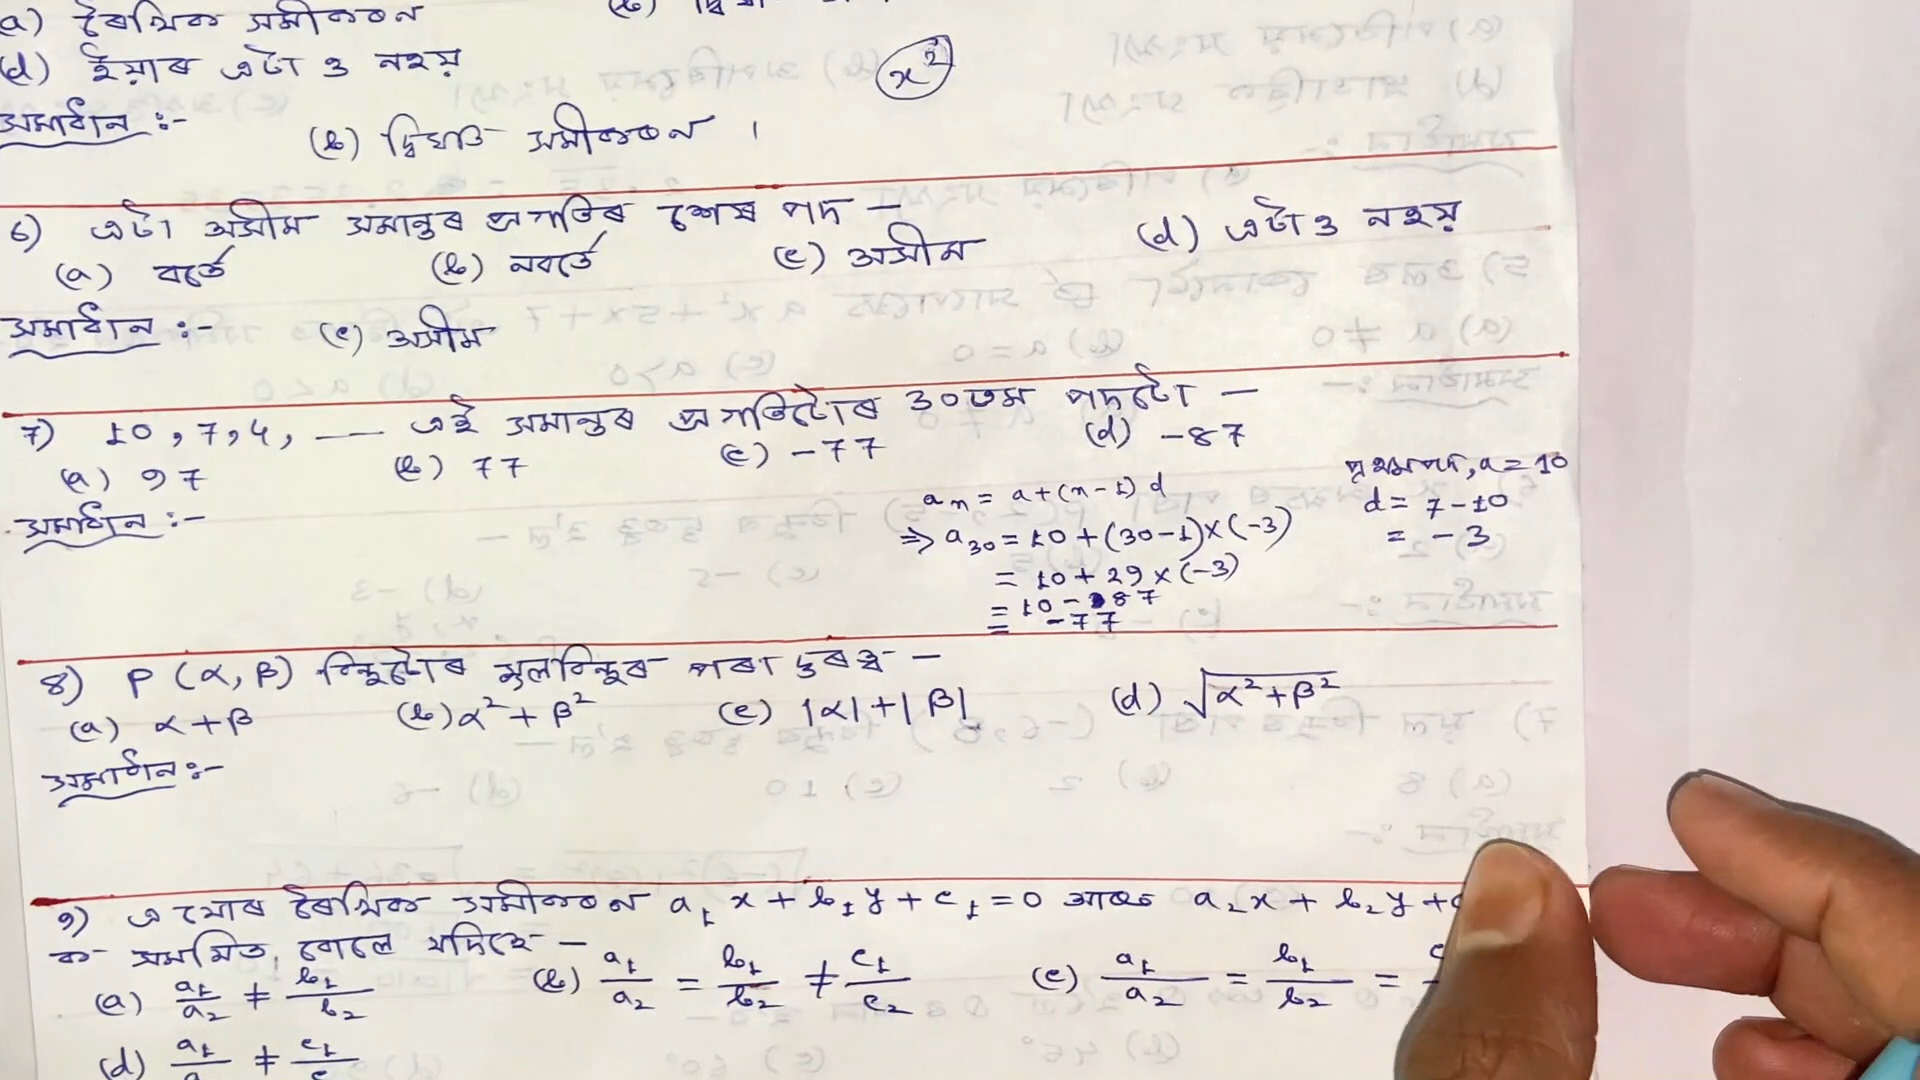 a) ৰৈখিক সমীকৰণ (b)
(d) ইয়াৰ এটাও নহয়
x²
সমাধান :-
(b) দ্বিঘাত সমীকৰণ ।
6) এটা অসীম সমান্তৰ প্ৰগতিৰ শেষ পদ —
(a) বৰ্তে (b) নবৰ্তে (c) অসীম (d) এটাও নহয়
সমাধান :- (c) অসীম
7) 10, 7, 4, —— এই সমান্তৰ প্ৰগতিটোৰ 30তম পদটো —
(a) 97 (b) 77 (c) -77 (d) -87
সমাধান :-
aₙ = a+(n-1) d
⇒ a₃₀ = 10 + (30-1)×(-3)
= 10 + 29 × (-3)
= 10 - 87
= -77
প্ৰথমপদ, a = 10
d = 7 - 10
= - 3
8) P (α, β) বিন্দুটোৰ মূলবিন্দুৰ পৰা দূৰত্ব —
(a) α + β (b) α² + β² (c) |α| + |β| (d) √α² + β²
সমাধান :-
9) এযোৰ ৰৈখিক সমীকৰণ a₁x + b₁y + c₁ = 0 আৰু a₂x + b₂y +
ক সমমিত বোলে যদিহে —
(a) a₁/a₂ ≠ b₁/b₂ (b) a₁/a₂ = b₁/b₂ ≠ c₁/c₂ (c) a₁/a₂ = b₁/b₂ =
(d) a₁/a ≠ c₁/c